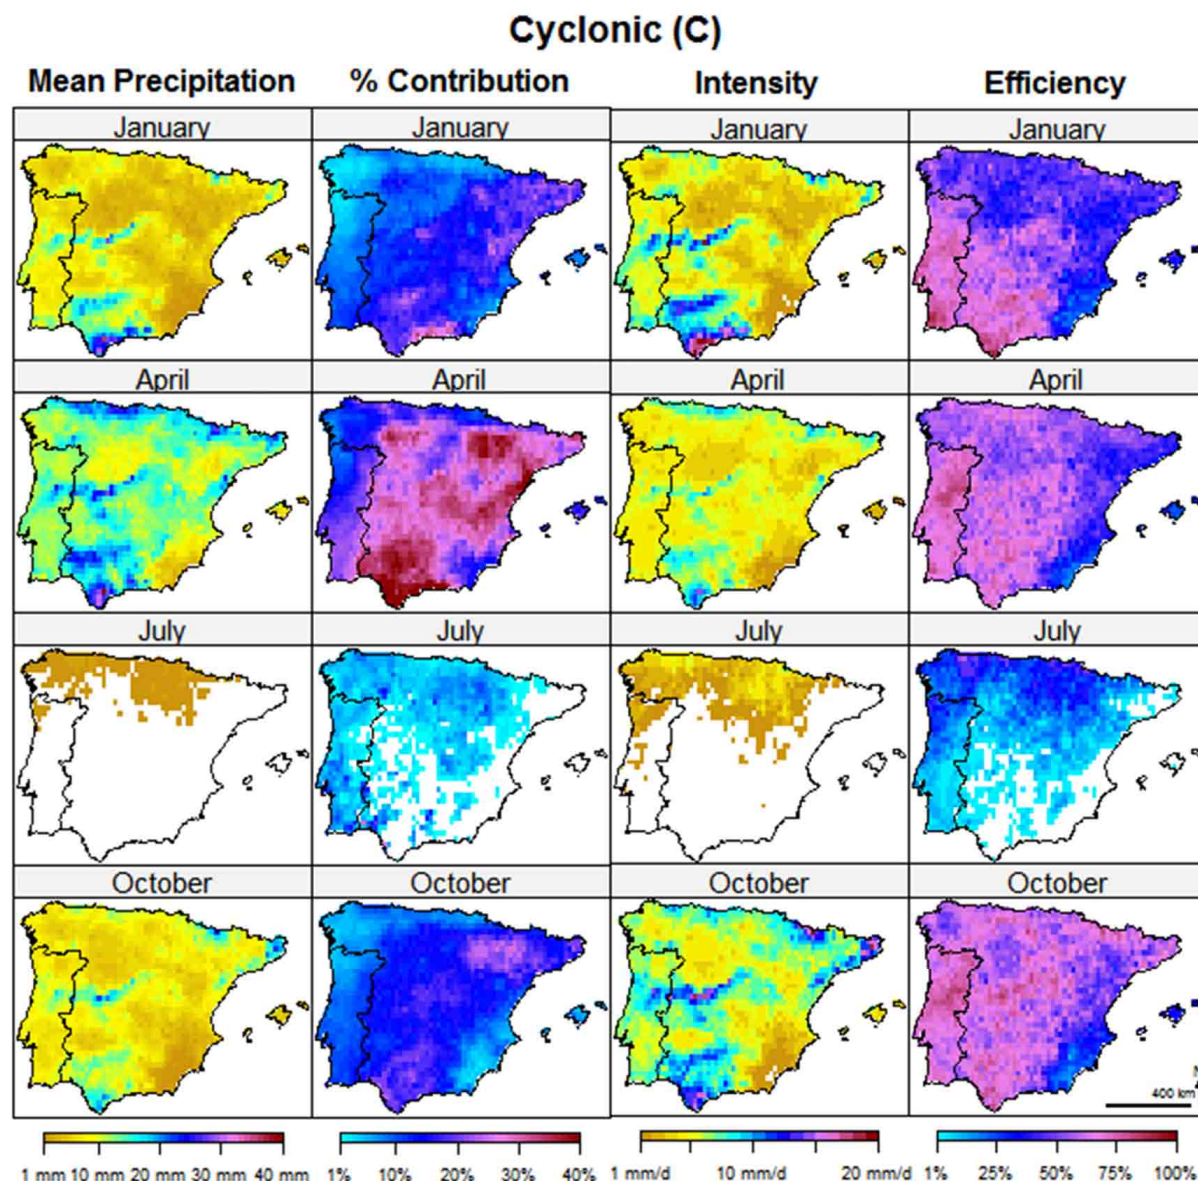 Cyclonic (C)
Mean Precipitation % Contribution Intensity Efficiency
January January January January
April April April April
July July July July
October October October October
N
400 km
1 mm 10 mm 20 mm 30 mm 40 mm 1% 10% 20% 30% 40% 1 mm/d 10 mm/d 20 mm/d 1% 25% 50% 75% 100%